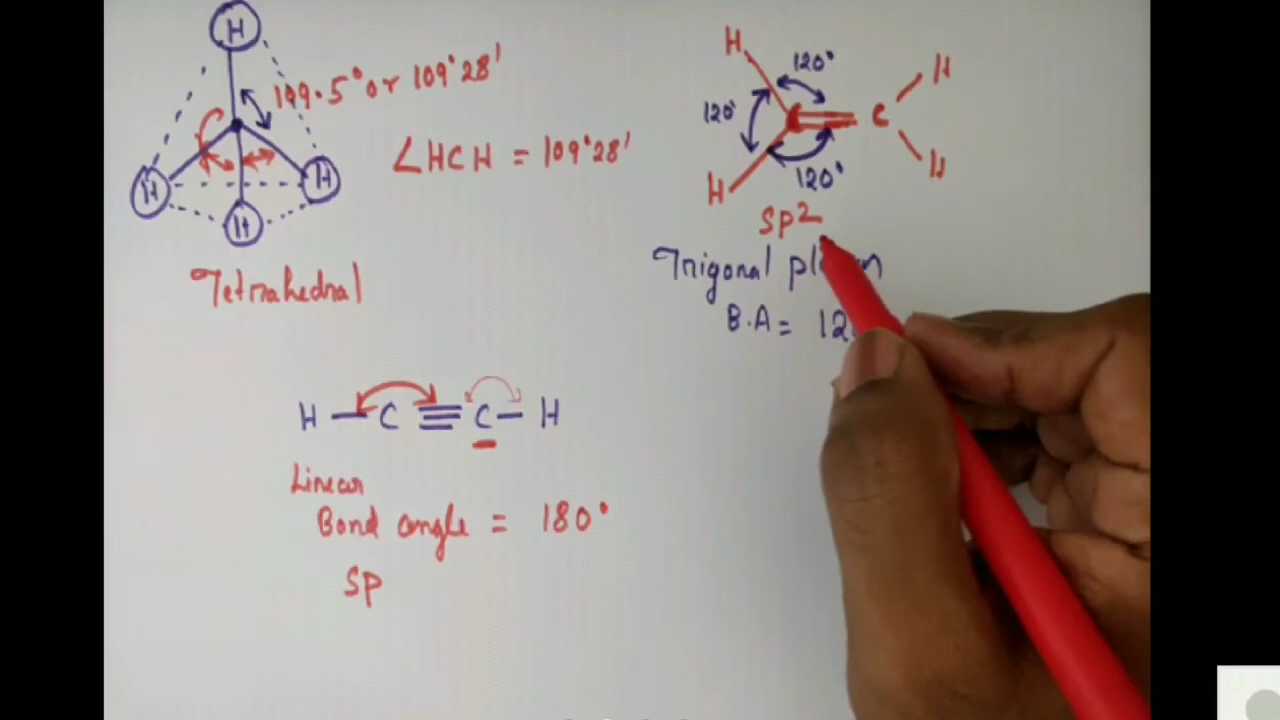 H
109.5° or 109°28'
∠HCH = 109°28'
H H H
Tetrahedral
H 120° H
120° C = C
H 120° H
sp2
Trigonal
B.A = 12
H — C ≡ C — H
Linear
Bond angle = 180°
sp